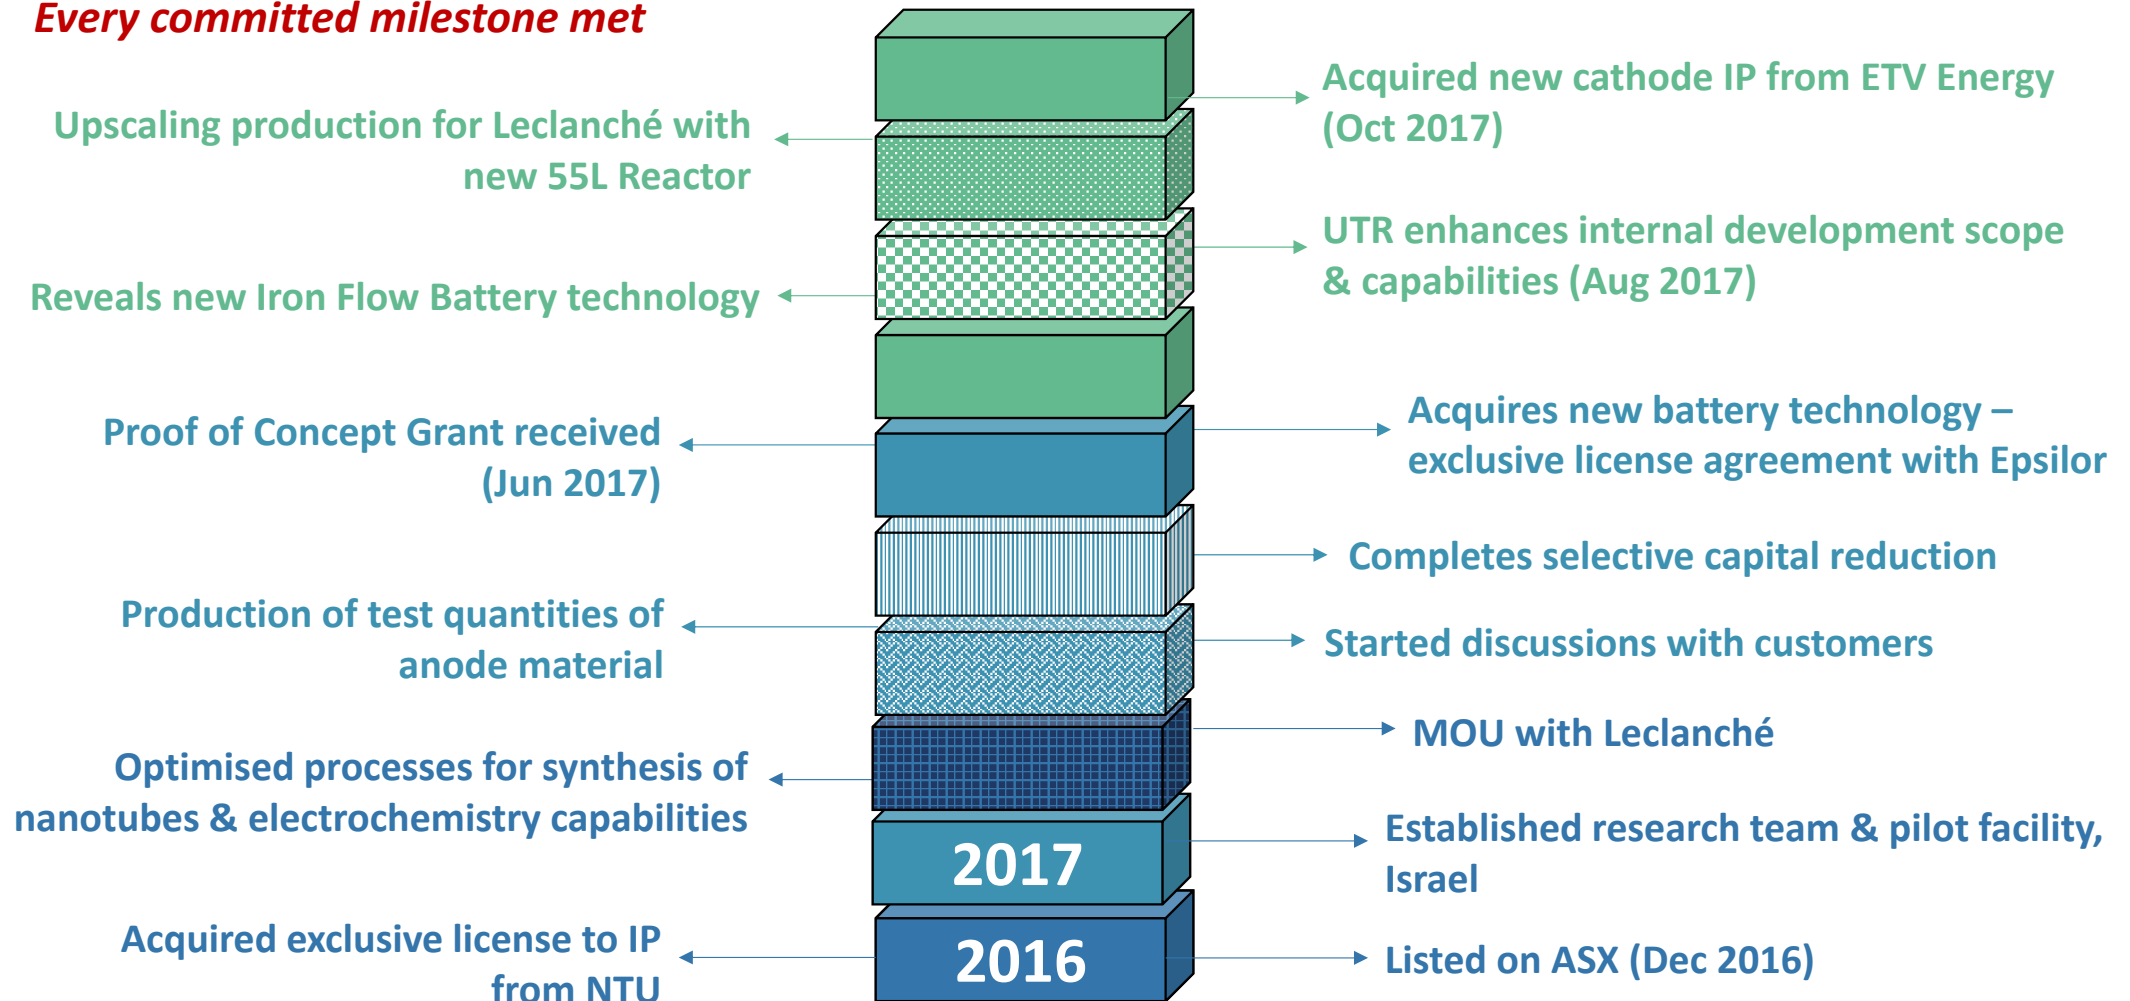 Every committed milestone met
Acquired new cathode IP from ETV Energy
(Oct 2017)
Upscaling production for Leclanché with
new 55L Reactor
UTR enhances internal development scope
& capabilities (Aug 2017)
Reveals new Iron Flow Battery technology
Acquires new battery technology –
exclusive license agreement with Epsilor
Proof of Concept Grant received
(Jun 2017)
Completes selective capital reduction
Production of test quantities of
anode material
Started discussions with customers
MOU with Leclanché
Optimised processes for synthesis of
nanotubes & electrochemistry capabilities
2017
Established research team & pilot facility,
Israel
Acquired exclusive license to IP
from NTU
2016
Listed on ASX (Dec 2016)